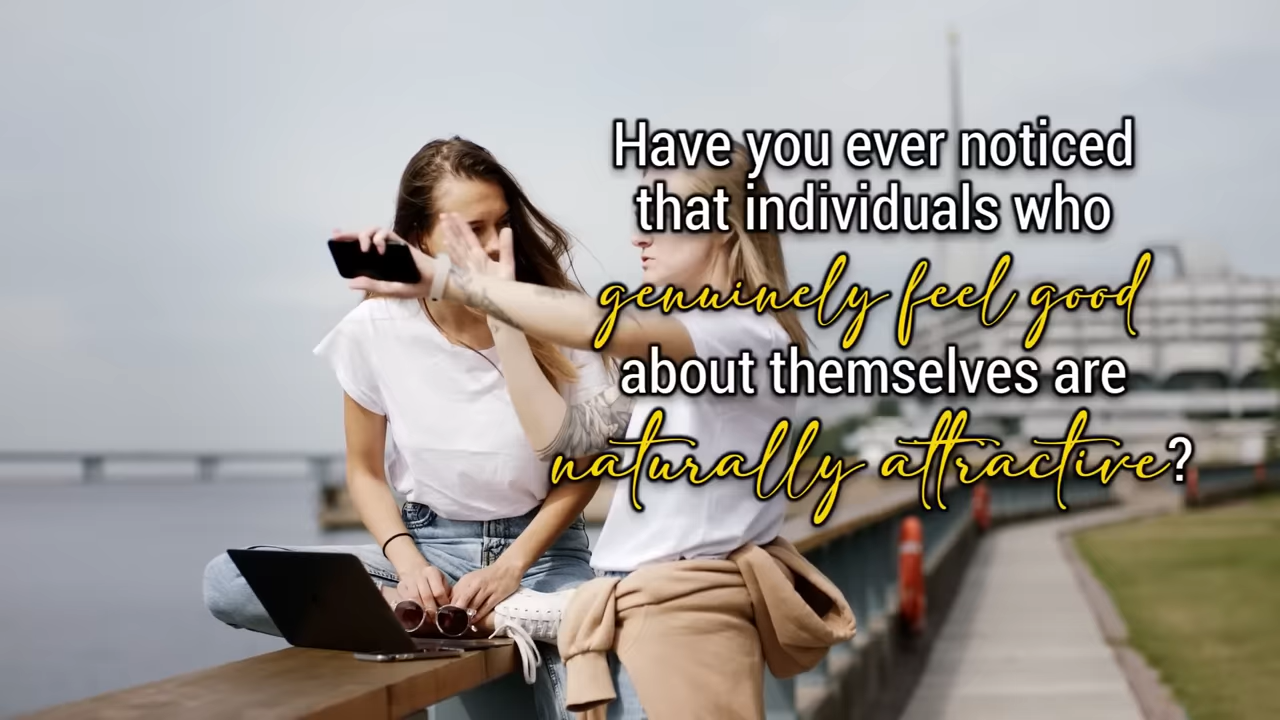 Have you ever noticed
that individuals who
genuinely feel good
about themselves are
naturally attractive?